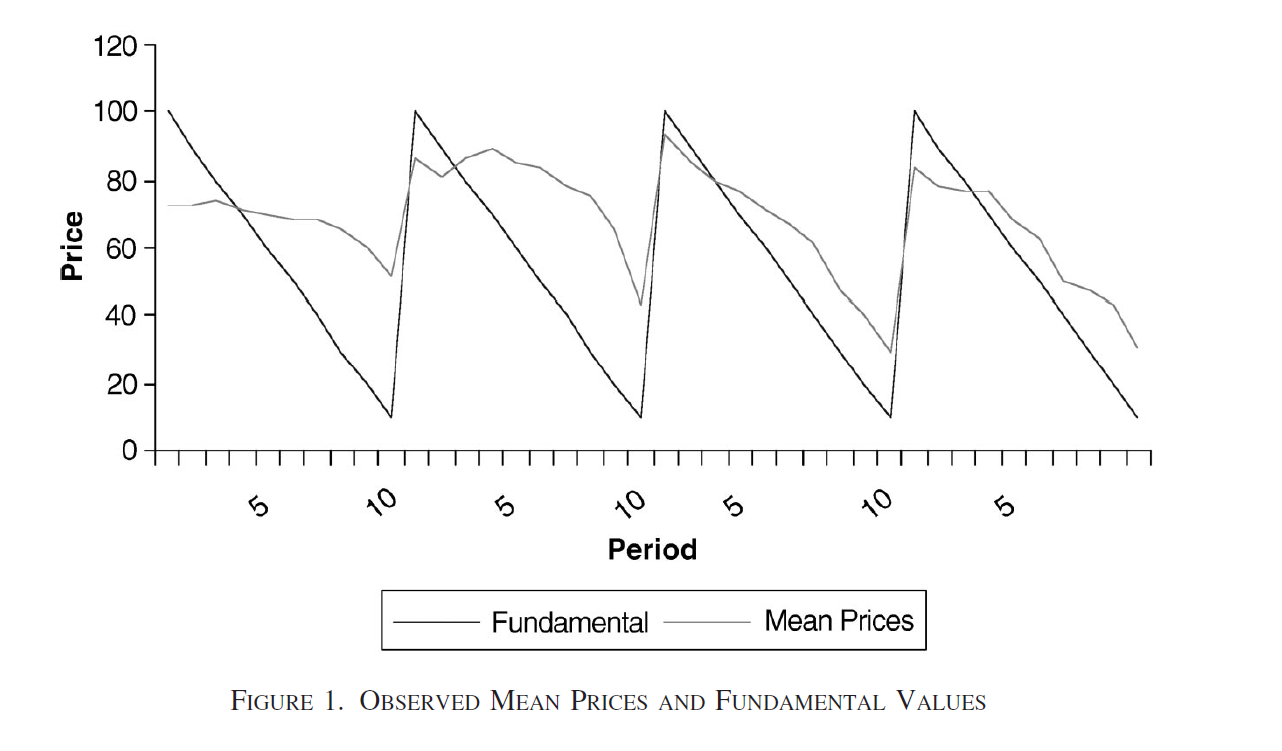 120
100
80
60
40
20
0
Price
5 10 5 10 5 10 5
Period
Fundamental Mean Prices
FIGURE 1. OBSERVED MEAN PRICES AND FUNDAMENTAL VALUES